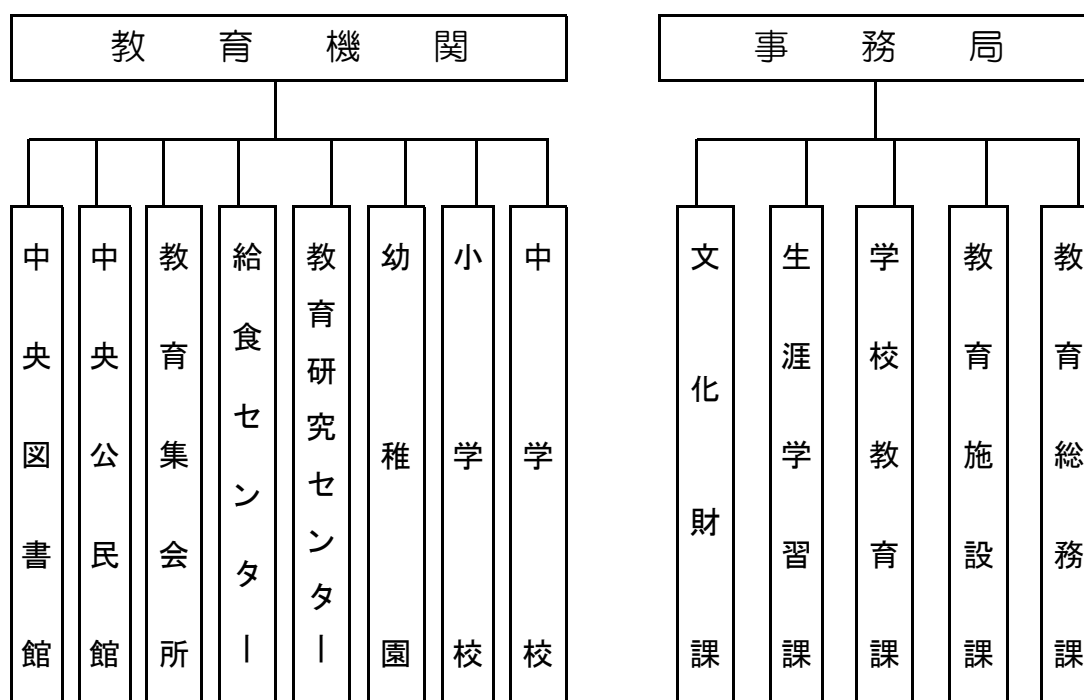 教育機関
中央図書館
中央公民館
教育集会所
給食センター
教育研究センター
幼稚園
小学校
中学校
事務局
文化財課
生涯学習課
学校教育課
教育施設課
教育総務課